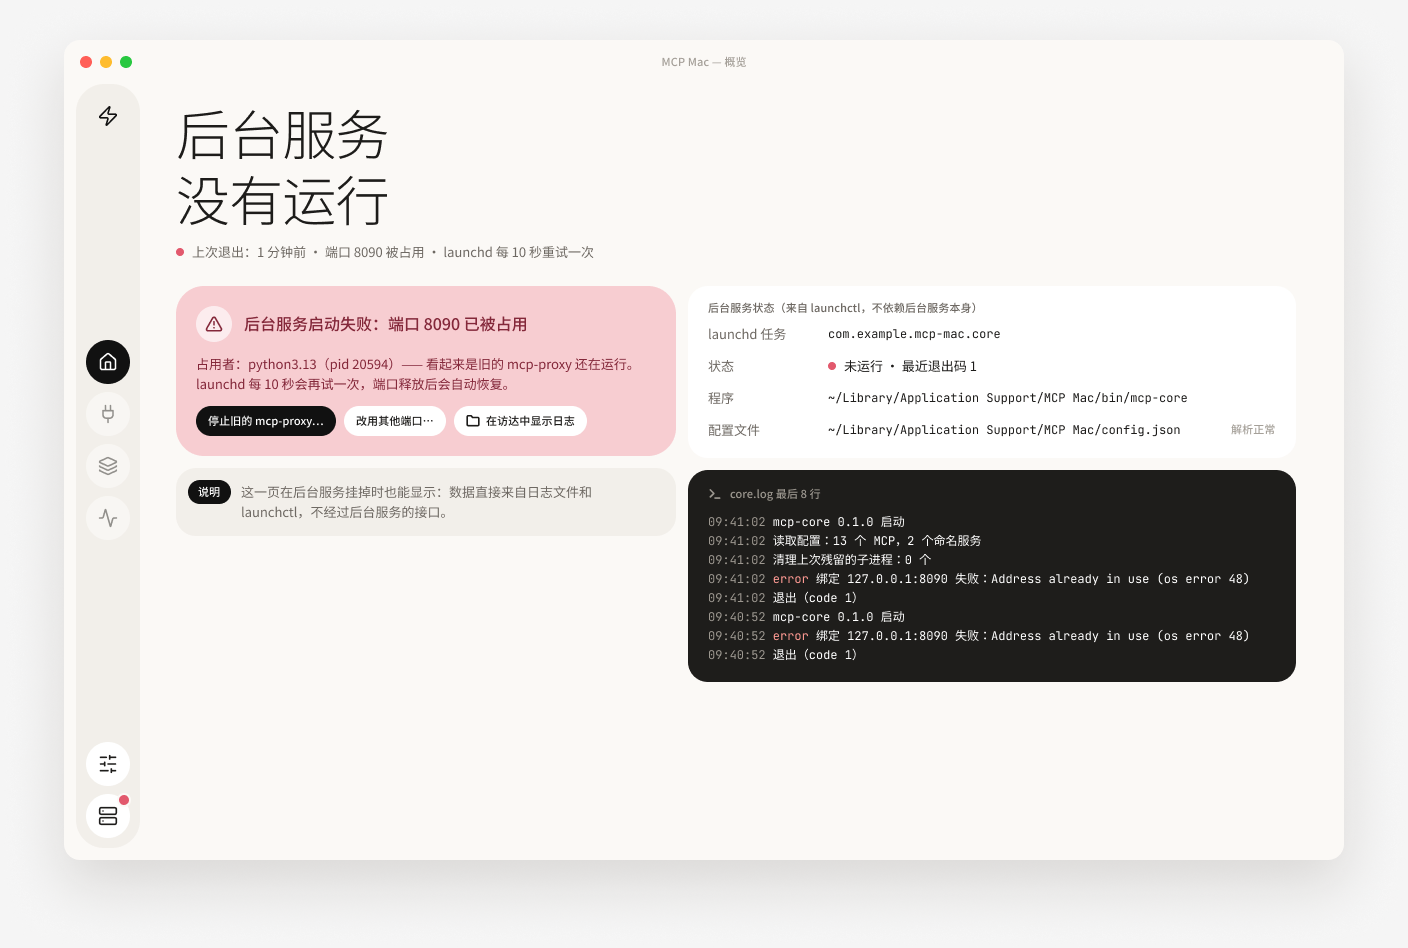 MCP Mac — 概览
后台服务
没有运行
上次退出：1 分钟前 · 端口 8090 被占用 · launchd 每 10 秒重试一次
后台服务启动失败：端口 8090 已被占用
占用者：python3.13（pid 20594）—— 看起来是旧的 mcp-proxy 还在运行。
launchd 每 10 秒会再试一次，端口释放后会自动恢复。
停止旧的 mcp-proxy…
改用其他端口…
在访达中显示日志
说明
这一页在后台服务挂掉时也能显示：数据直接来自日志文件和
launchctl，不经过后台服务的接口。
后台服务状态（来自 launchctl，不依赖后台服务本身）
launchd 任务 com.example.mcp-mac.core
状态 未运行 · 最近退出码 1
程序 ~/Library/Application Support/MCP Mac/bin/mcp-core
配置文件 ~/Library/Application Support/MCP Mac/config.json 解析正常
core.log 最后 8 行
09:41:02 mcp-core 0.1.0 启动
09:41:02 读取配置：13 个 MCP，2 个命名服务
09:41:02 清理上次残留的子进程：0 个
09:41:02 error 绑定 127.0.0.1:8090 失败：Address already in use (os error 48)
09:41:02 退出（code 1）
09:40:52 mcp-core 0.1.0 启动
09:40:52 error 绑定 127.0.0.1:8090 失败：Address already in use (os error 48)
09:40:52 退出（code 1）